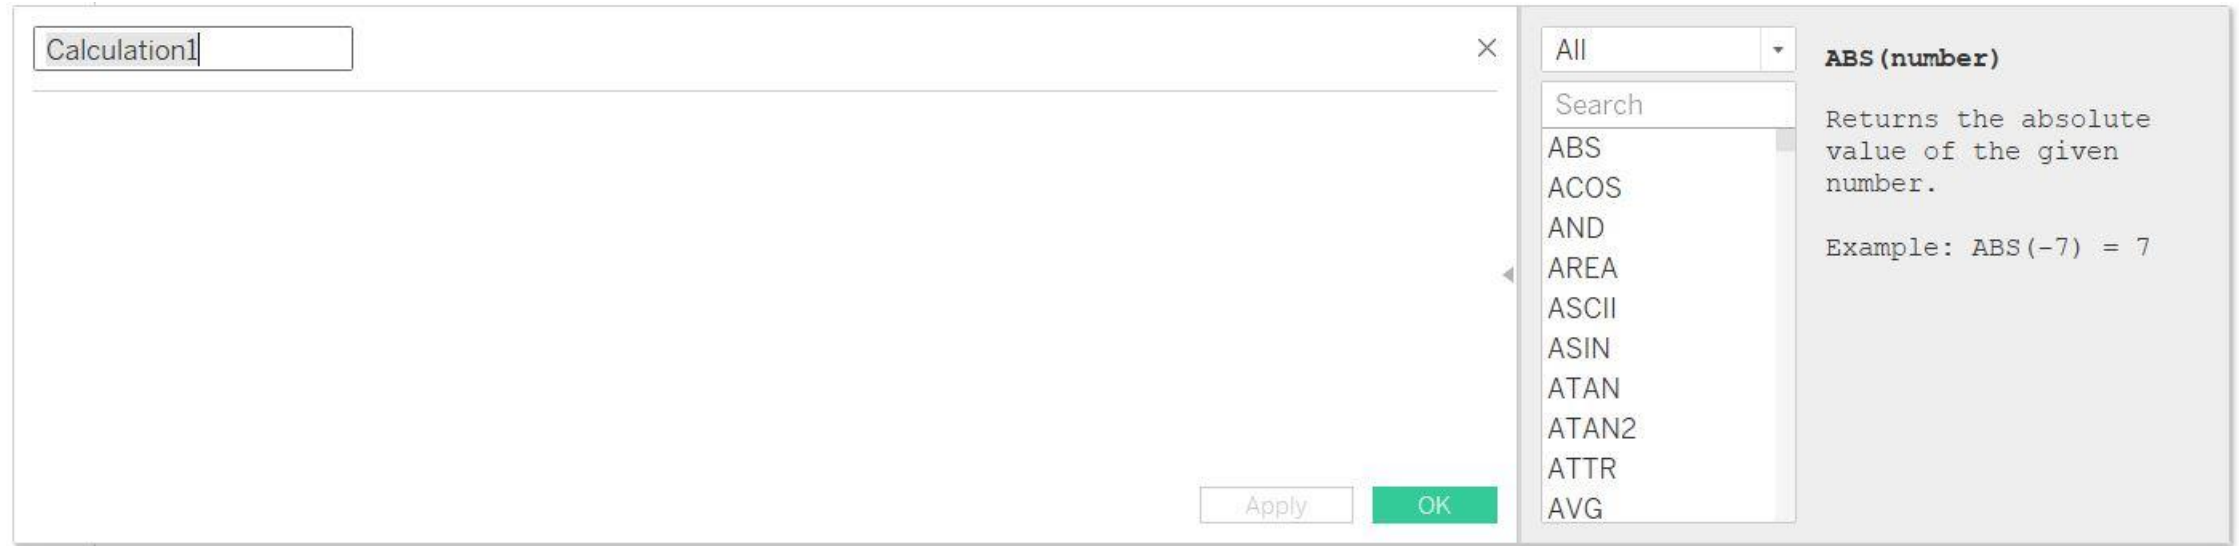 Calculation1
Apply
OK
All
Search
ABS
ACOS
AND
AREA
ASCII
ASIN
ATAN
ATAN2
ATTR
AVG
ABS(number)
Returns the absolute
value of the given
number.
Example: ABS(-7) = 7